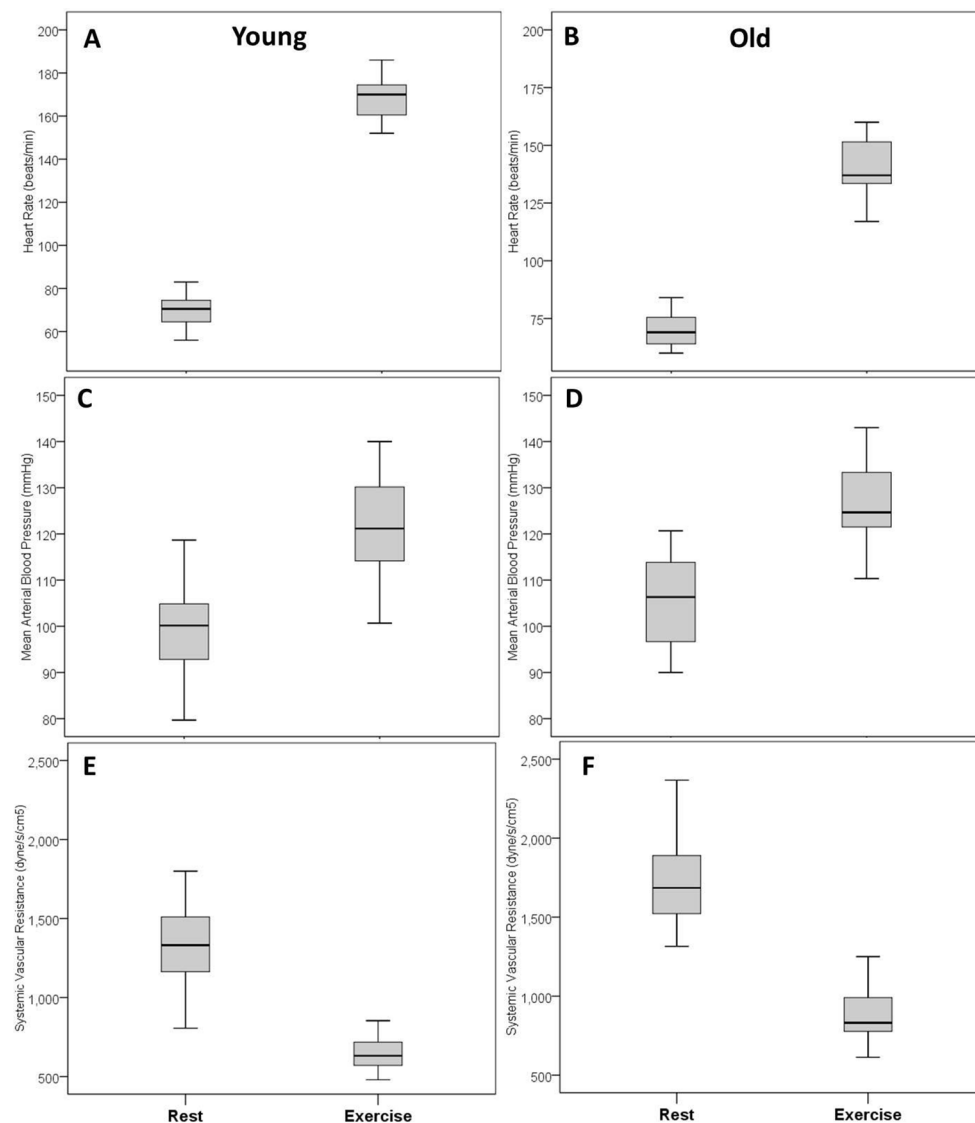 A
Young
Heart Rate (beats/min)
200
180
160
140
120
100
80
60
B
Old
Heart Rate (beats/min)
200
175
150
125
100
75
C
Mean Arterial Blood Pressure (mmHg)
150
140
130
120
110
100
90
80
D
Mean Arterial Blood Pressure (mmHg)
150
140
130
120
110
100
90
80
E
Systemic Vascular Resistance (dyne/s/cm5)
2,500
2,000
1,500
1,000
500
Rest
Exercise
F
Systemic Vascular Resistance (dyne/s/cm5)
2,500
2,000
1,500
1,000
500
Rest
Exercise